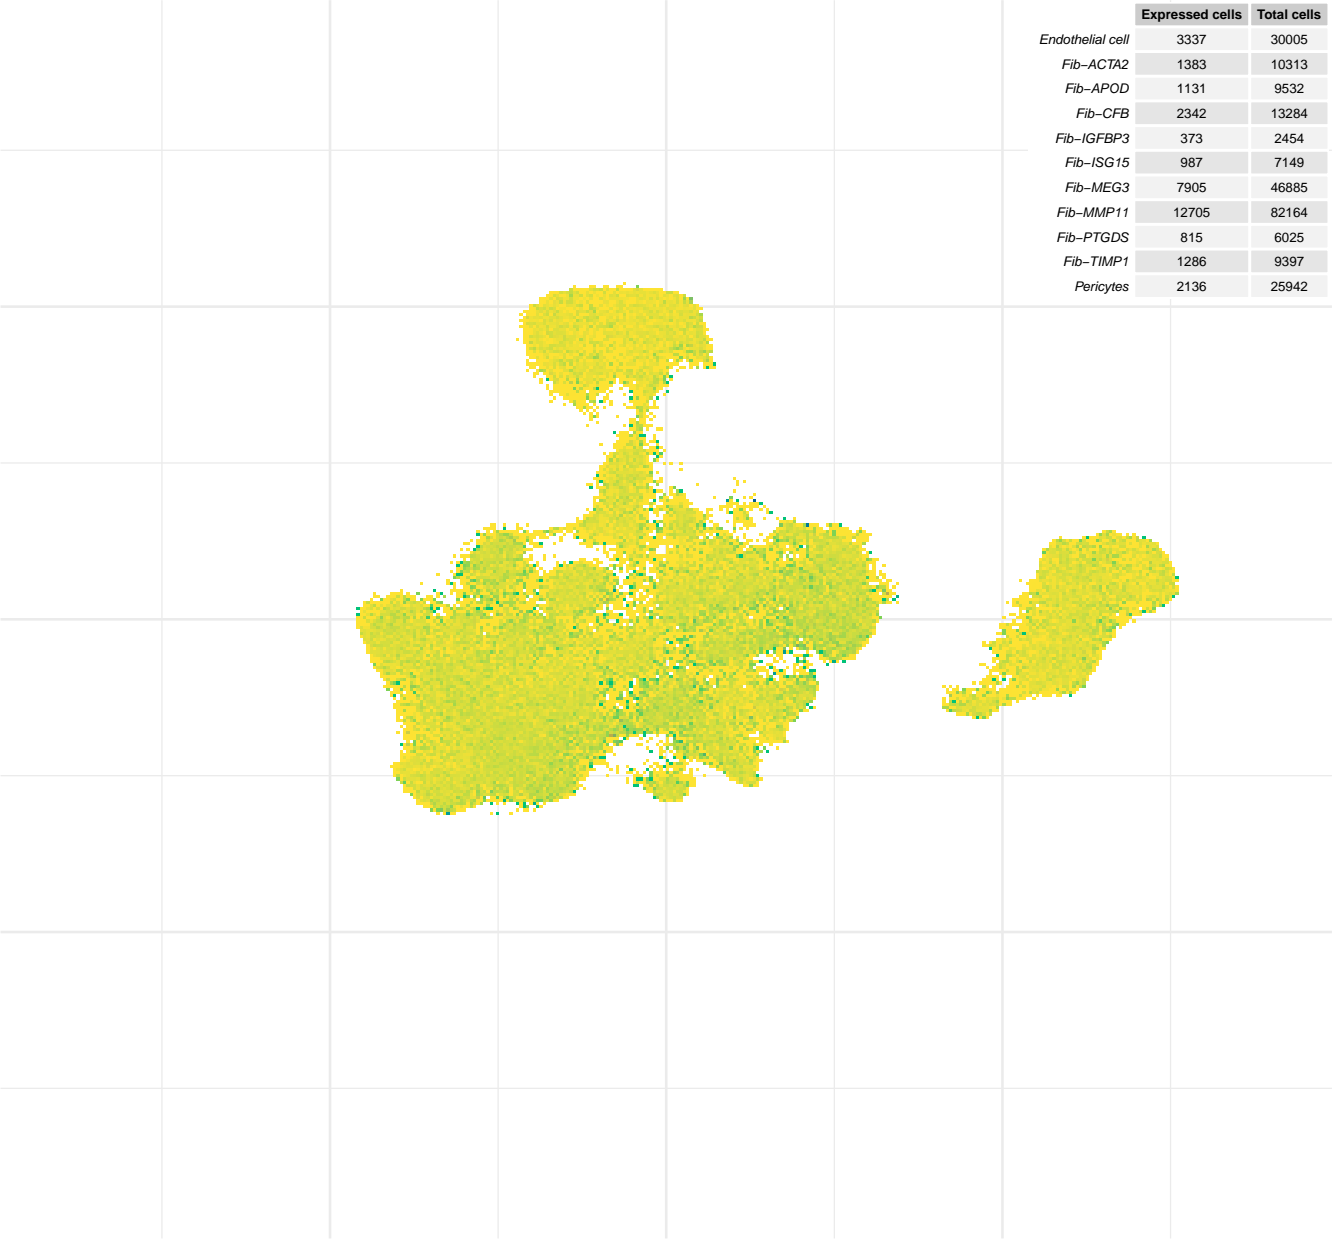 Expressed cells Total cells
Endothelial cell 3337 30005
Fib−ACTA2 1383 10313
Fib−APOD 1131 9532
Fib−CFB 2342 13284
Fib−IGFBP3 373 2454
Fib−ISG15 987 7149
Fib−MEG3 7905 46885
Fib−MMP11 12705 82164
Fib−PTGDS 815 6025
Fib−TIMP1 1286 9397
Pericytes 2136 25942